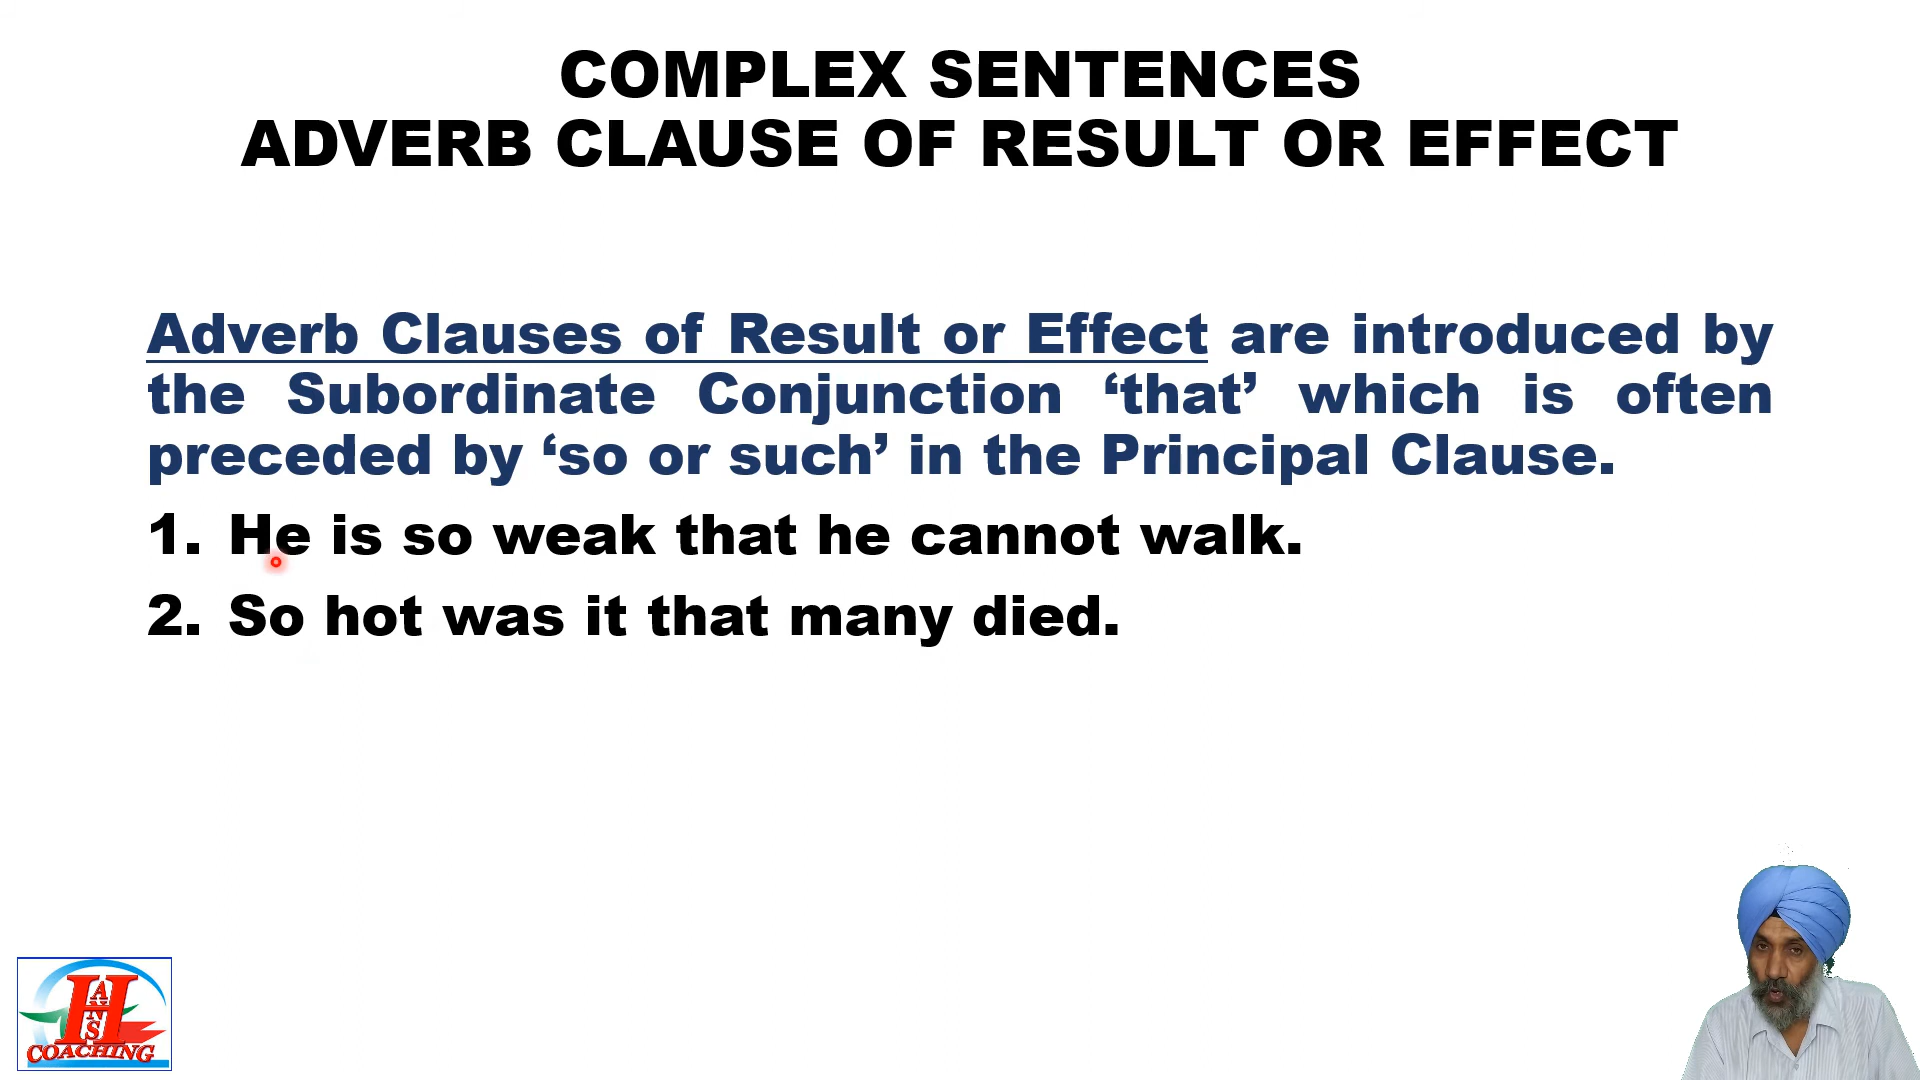 COMPLEX SENTENCES
ADVERB CLAUSE OF RESULT OR EFFECT
Adverb Clauses of Result or Effect are introduced by
the Subordinate Conjunction ‘that’ which is often
preceded by ‘so or such’ in the Principal Clause.
1. He is so weak that he cannot walk.
2. So hot was it that many died.
HANS
COACHING